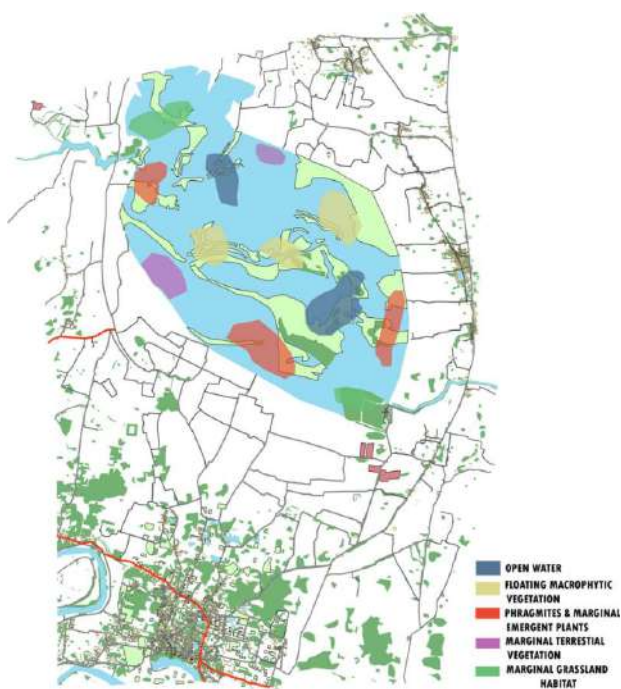 OPEN WATER
FLOATING MACROPHYTIC
VEGETATION
PHRAGMITES & MARGINAL
EMERGENT PLANTS
MARGINAL TERRESTIAL
VEGETATION
MARGINAL GRASSLAND
HABITAT